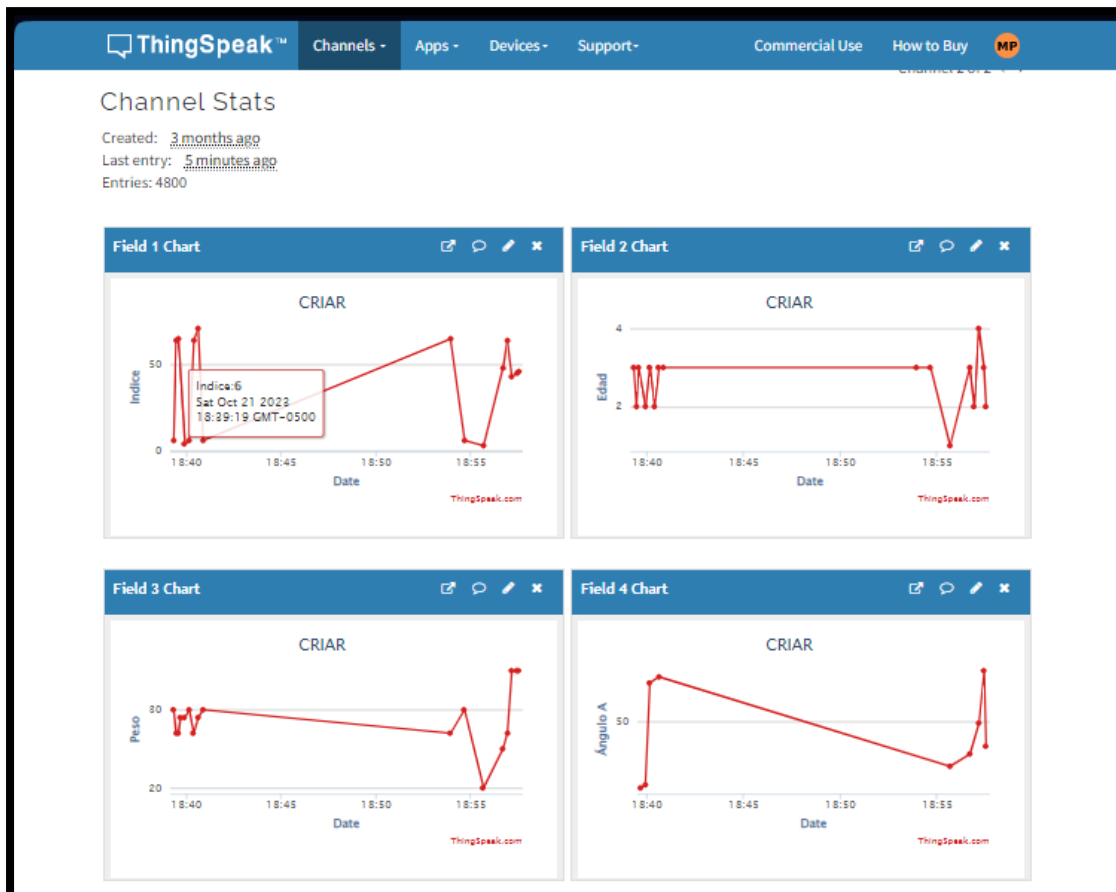 ThingSpeak™ Channels Apps Devices Support Commercial Use How to Buy MP
Channel 2 of 2
Channel Stats
Created: 3 months ago
Last entry: 5 minutes ago
Entries: 4800
Field 1 Chart
CRIAR
Indice
50
0
Indice:6
Sat Oct 21 2023
18:39:19 GMT-0500
18:40 18:45 18:50 18:55
Date
ThingSpeak.com
Field 2 Chart
CRIAR
Edad
4
2
18:40 18:45 18:50 18:55
Date
ThingSpeak.com
Field 3 Chart
CRIAR
Peso
80
20
18:40 18:45 18:50 18:55
Date
ThingSpeak.com
Field 4 Chart
CRIAR
Ángulo A
50
18:40 18:45 18:50 18:55
Date
ThingSpeak.com